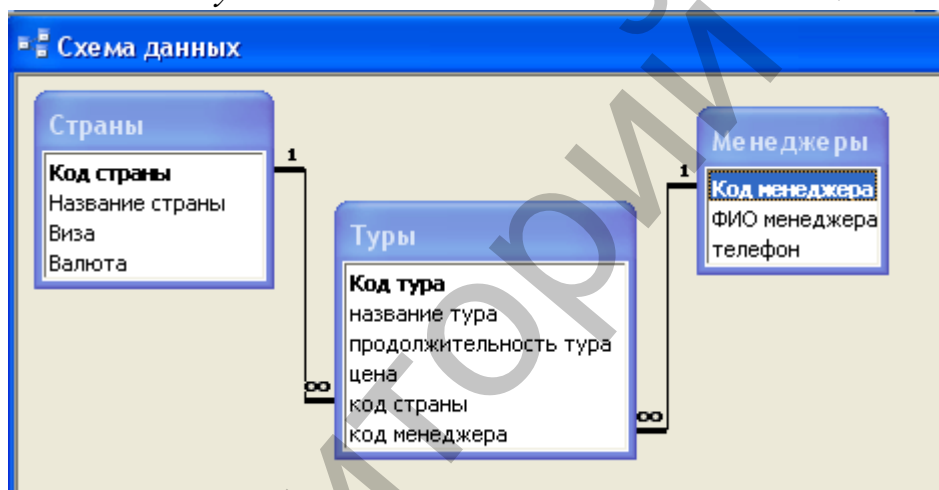 Схема данных
Страны
Код страны
Название страны
Виза
Валюта
1
∞
Туры
Код тура
название тура
продолжительность тура
цена
код страны
код менеджера
Менеджеры
Код менеджера
ФИО менеджера
телефон
1
∞